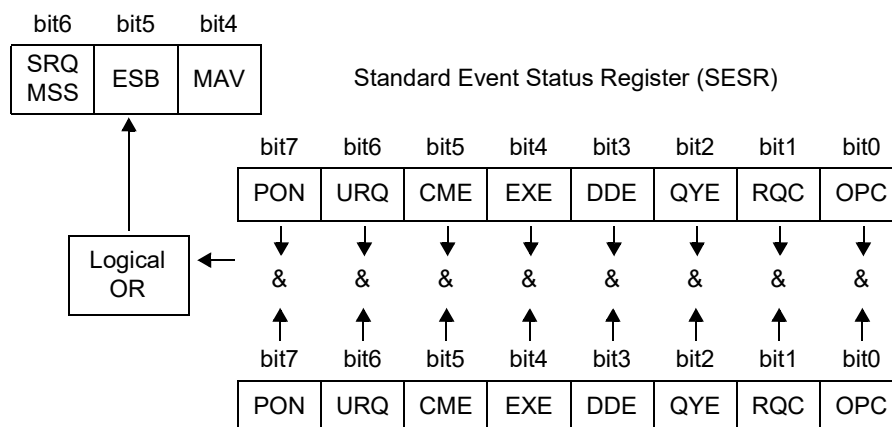 bit6 bit5 bit4
SRQ
MSS ESB MAV
Standard Event Status Register (SESR)
bit7 bit6 bit5 bit4 bit3 bit2 bit1 bit0
PON URQ CME EXE DDE QYE RQC OPC
Logical
OR
& & & & & & & &
bit7 bit6 bit5 bit4 bit3 bit2 bit1 bit0
PON URQ CME EXE DDE QYE RQC OPC